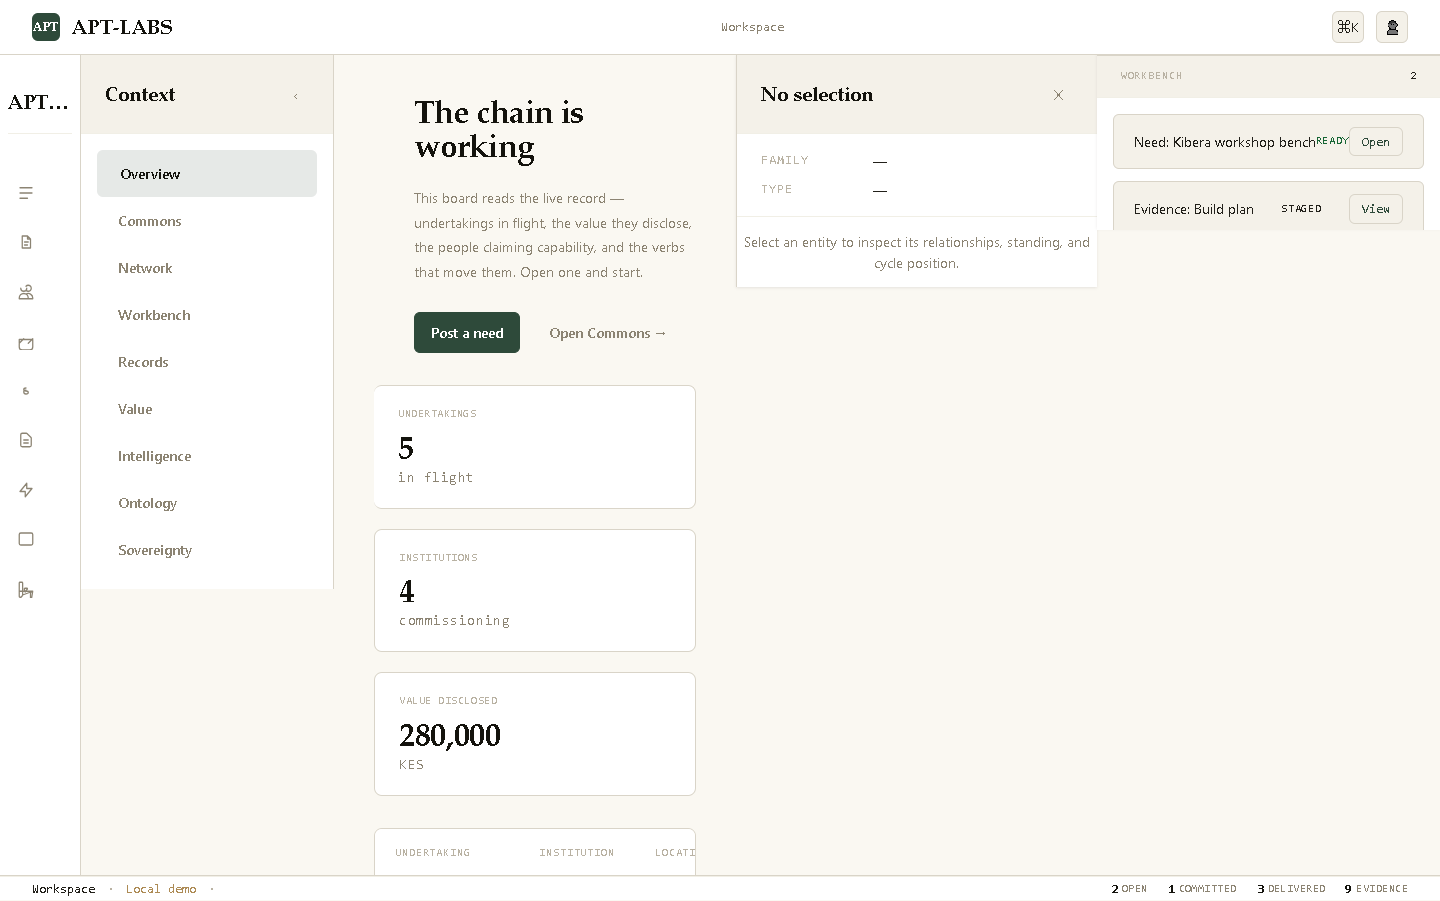 APT APT-LABS
Workspace
⌘K
APT...
Context
‹
Overview
Commons
Network
Workbench
Records
Value
Intelligence
Ontology
Sovereignty
The chain is
working
This board reads the live record —
undertakings in flight, the value they disclose,
the people claiming capability, and the verbs
that move them. Open one and start.
Post a need
Open Commons →
UNDERTAKINGS
5
in flight
INSTITUTIONS
4
commissioning
VALUE DISCLOSED
280,000
KES
UNDERTAKING INSTITUTION LOCATI
No selection
FAMILY —
TYPE —
Select an entity to inspect its relationships, standing, and
cycle position.
WORKBENCH 2
Need: Kibera workshop bench READY Open
Evidence: Build plan STAGED View
Workspace · Local demo ·
2 OPEN 1 COMMITTED 3 DELIVERED 9 EVIDENCE